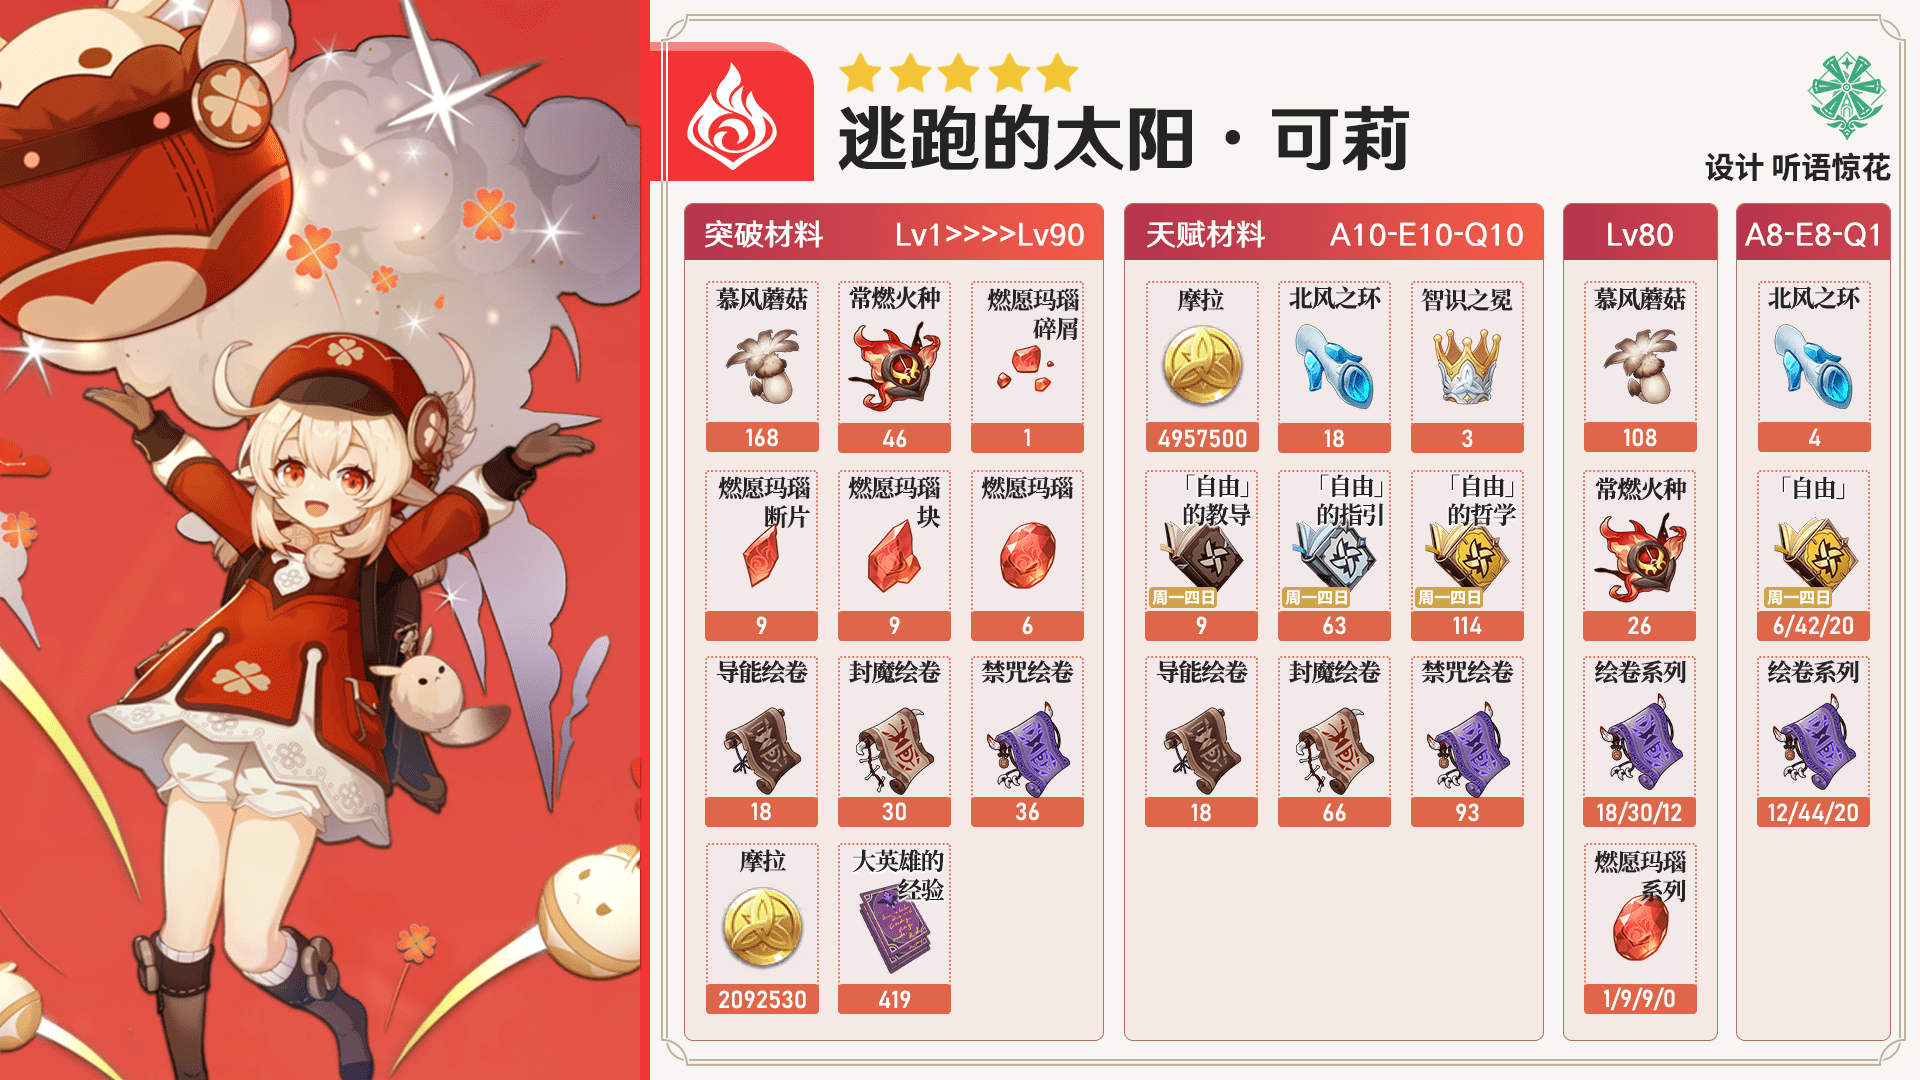 逃跑的太阳·可莉
设计 听语惊花
突破材料 Lv1>>>>Lv90
慕风蘑菇
168
常燃火种
46
燃愿玛瑙
碎屑
1
燃愿玛瑙
断片
9
燃愿玛瑙
块
9
燃愿玛瑙
6
导能绘卷
18
封魔绘卷
30
禁咒绘卷
36
摩拉
2092530
大英雄的
经验
419
天赋材料 A10-E10-Q10
摩拉
4957500
北风之环
18
智识之冕
3
「自由」
的教导
周一四日
9
「自由」
的指引
周一四日
63
「自由」
的哲学
周一四日
114
导能绘卷
18
封魔绘卷
66
禁咒绘卷
93
Lv80
慕风蘑菇
108
常燃火种
26
绘卷系列
18/30/12
燃愿玛瑙
系列
1/9/9/0
A8-E8-Q1
北风之环
4
「自由」
周一四日
6/42/20
绘卷系列
12/44/20